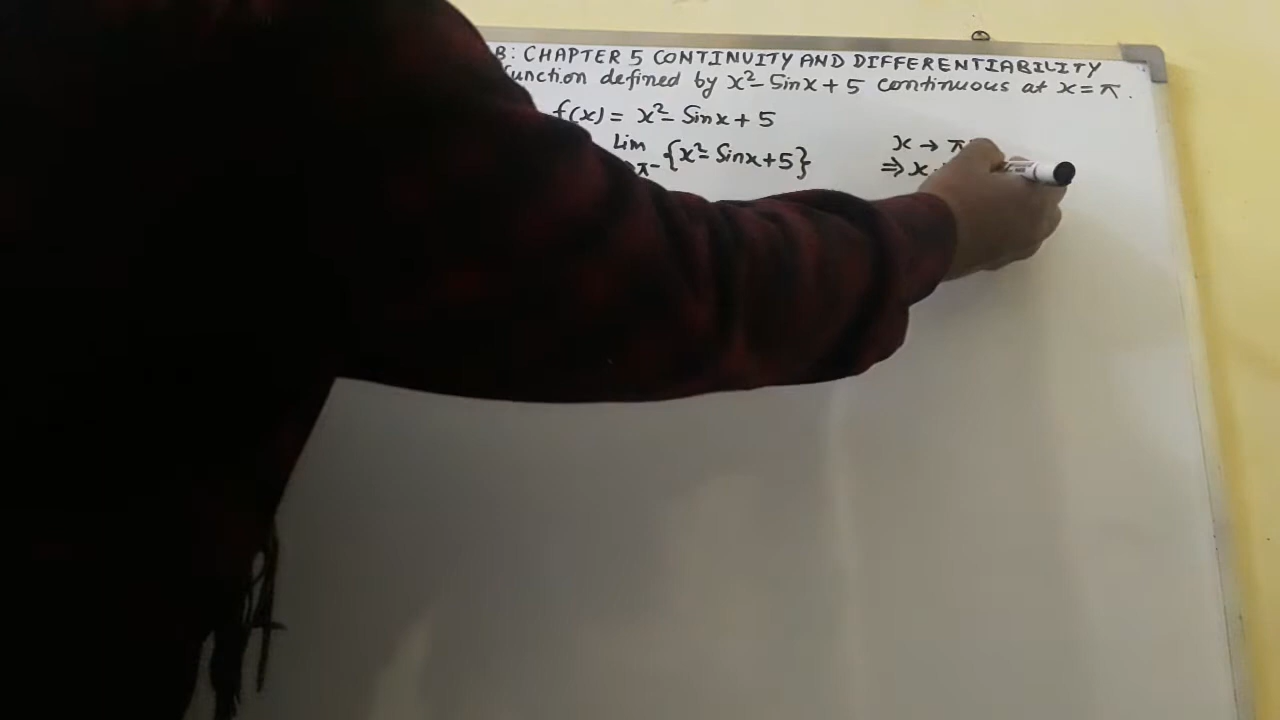 B: CHAPTER 5 CONTINUITY AND DIFFERENTIABILITY
function defined by x² - Sinx + 5 continuous at x = π.
f(x) = x² - Sinx + 5
Lim {x² - Sinx + 5}
π⁻
x → π
⇒ x